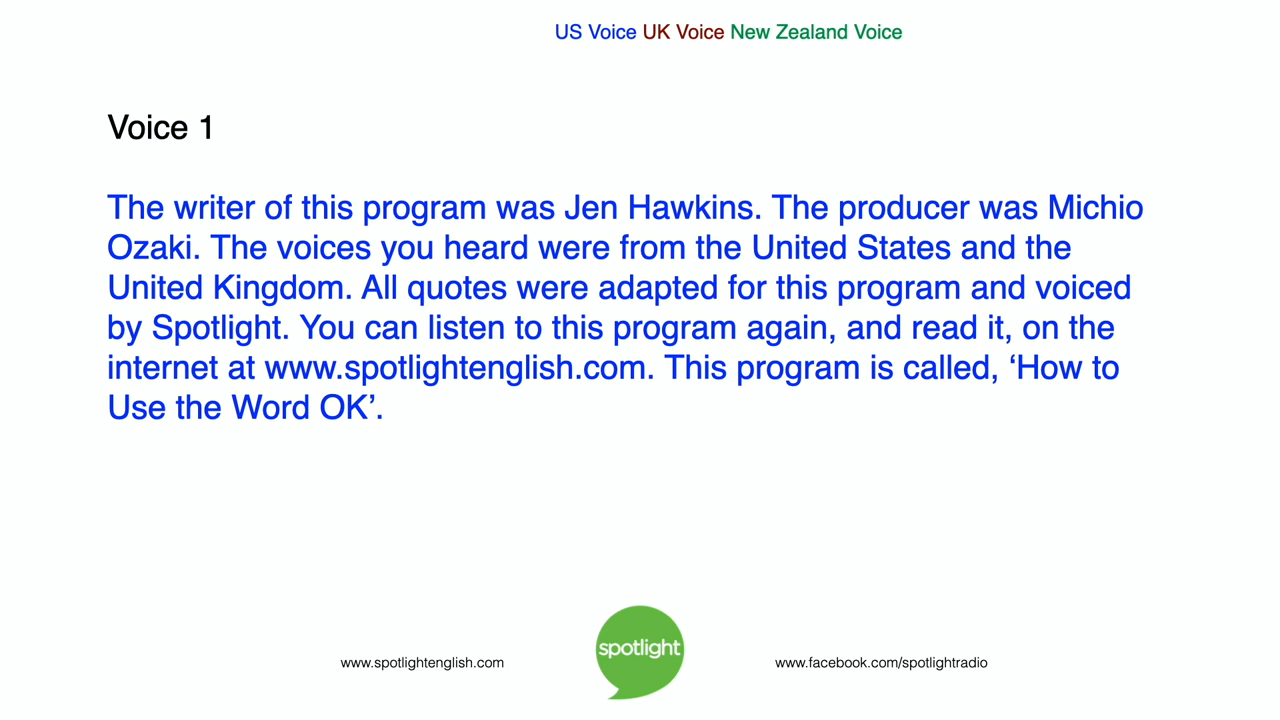 US Voice UK Voice New Zealand Voice
Voice 1
The writer of this program was Jen Hawkins. The producer was Michio
Ozaki. The voices you heard were from the United States and the
United Kingdom. All quotes were adapted for this program and voiced
by Spotlight. You can listen to this program again, and read it, on the
internet at www.spotlightenglish.com. This program is called, ‘How to
Use the Word OK’.
www.spotlightenglish.com
spotlight
www.facebook.com/spotlightradio